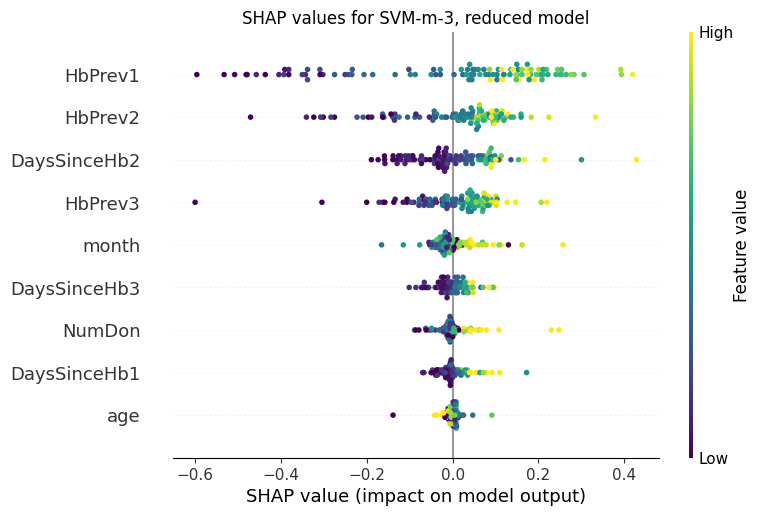 SHAP values for SVM-m-3, reduced model
High
HbPrev1
HbPrev2
DaysSinceHb2
HbPrev3
month
DaysSinceHb3
NumDon
DaysSinceHb1
age
Feature value
Low
−0.6 −0.4 −0.2 0.0 0.2 0.4
SHAP value (impact on model output)